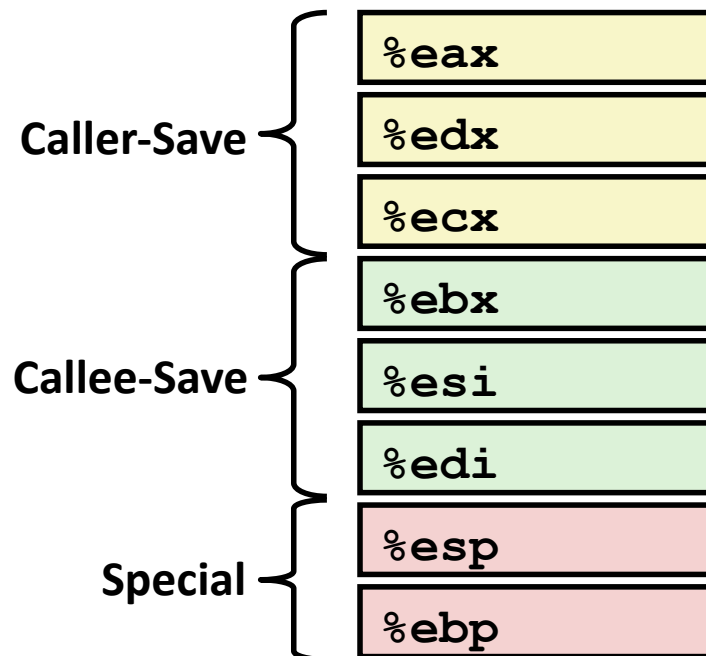 %eax
Caller-Save
%edx
%ecx
%ebx
Callee-Save
%esi
%edi
%esp
Special
%ebp